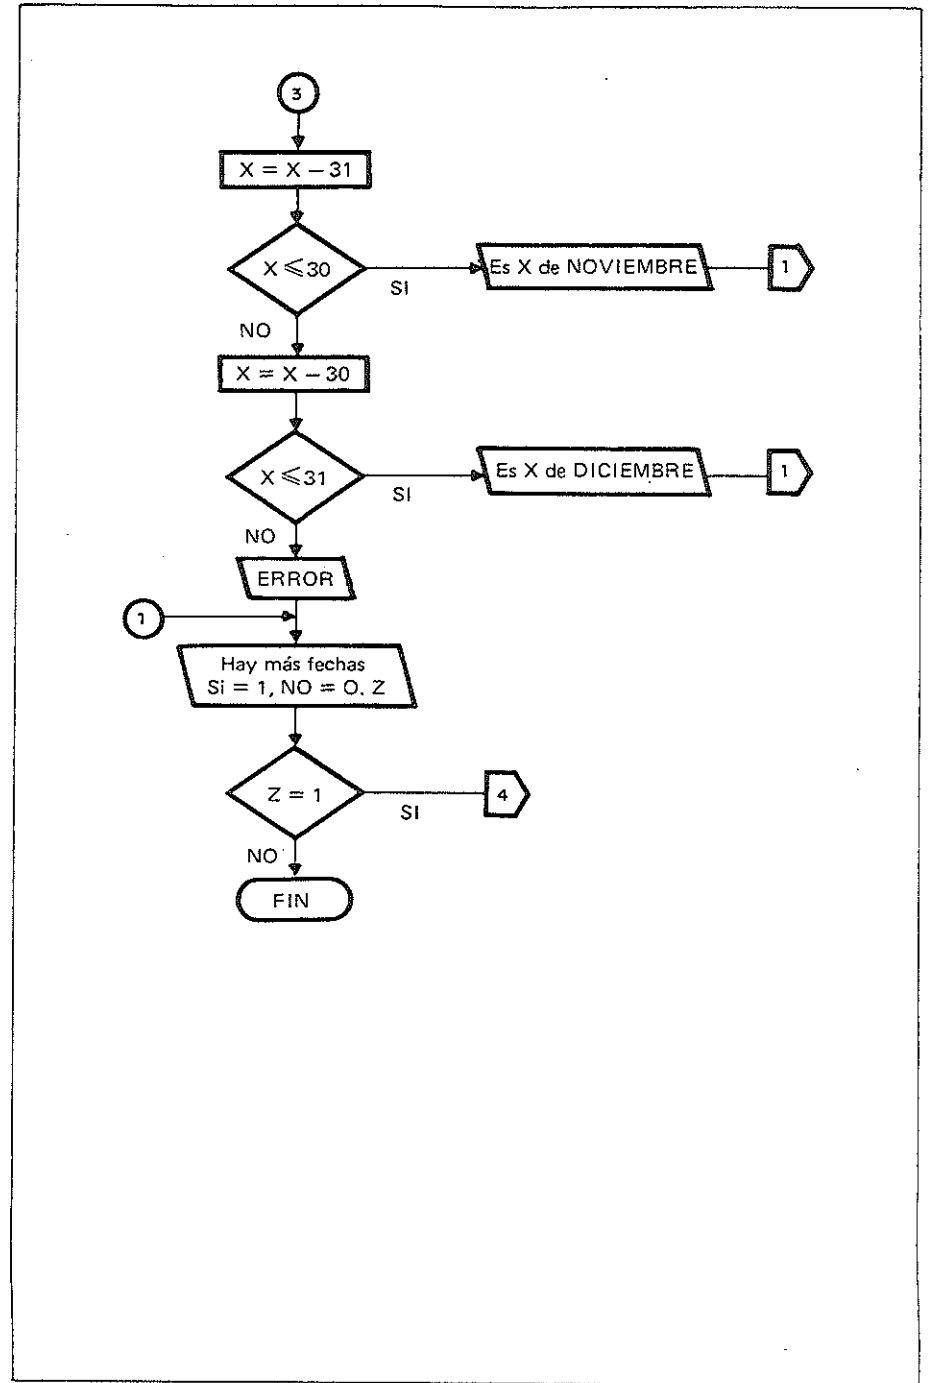 3
X = X – 31
X ≤ 30
SI
Es X de NOVIEMBRE
1
NO
X = X – 30
X ≤ 31
SI
Es X de DICIEMBRE
1
NO
ERROR
1
Hay más fechas
Si = 1, NO = O. Z
Z = 1
SI
4
NO
FIN